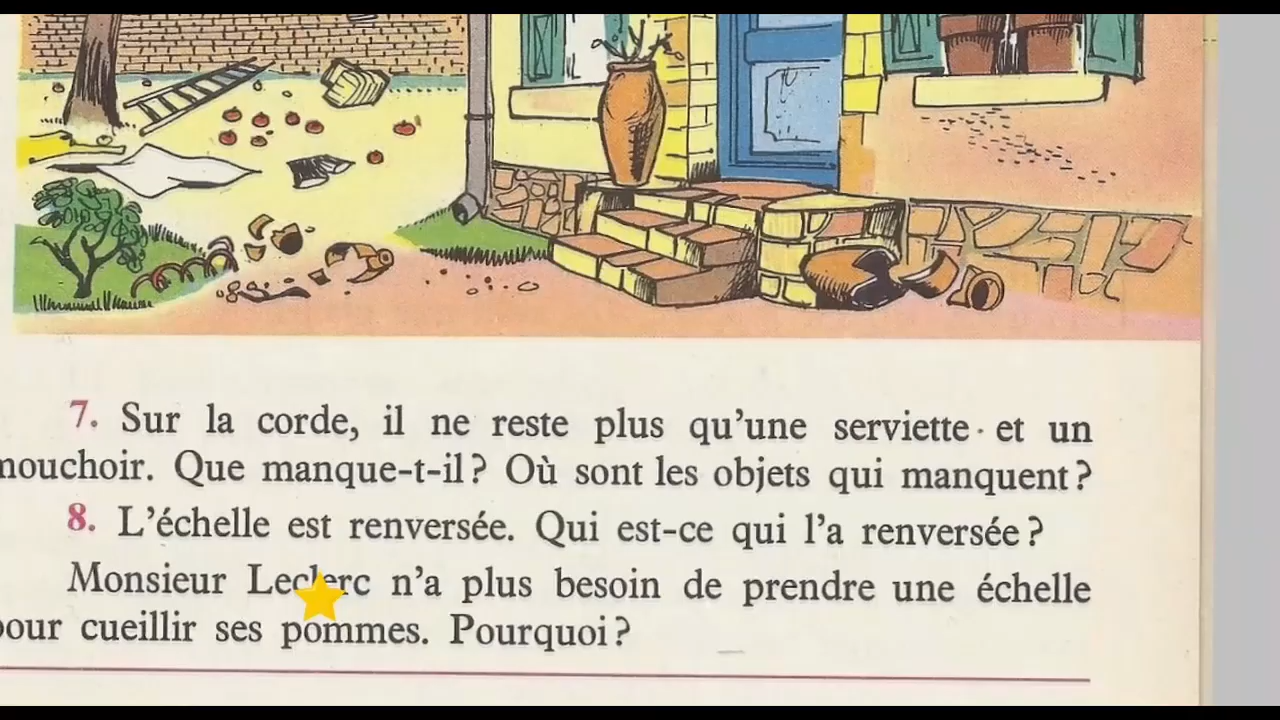 7. Sur la corde, il ne reste plus qu'une serviette et un
mouchoir. Que manque-t-il? Où sont les objets qui manquent?
8. L'échelle est renversée. Qui est-ce qui l'a renversée?
Monsieur Leclerc n'a plus besoin de prendre une échelle
pour cueillir ses pommes. Pourquoi?